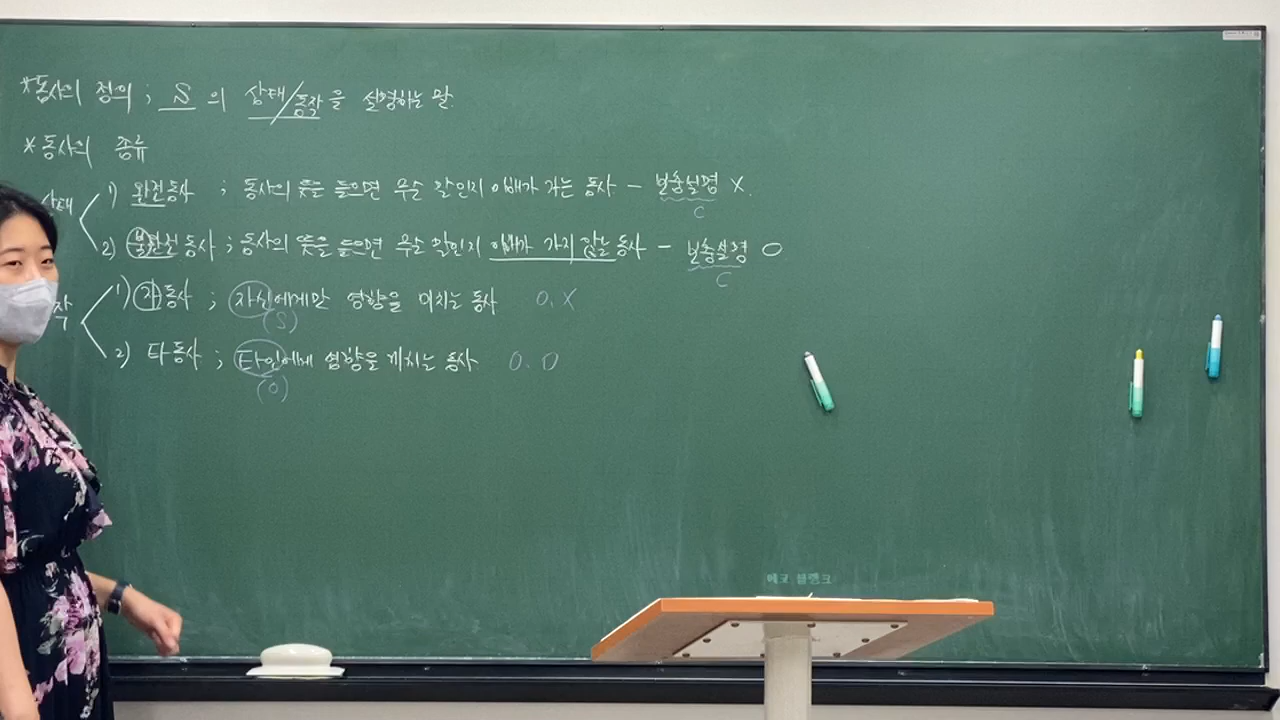 *동사의 정의 ; S 의 상태/동작을 설명하는 말.
*동사의 종류
상태
1) 완전동사 ; 동사의 뜻을 들으면 무슨 말인지 이해가 가는 동사 - 보충설명 X.
C
2) 불완전동사 ; 동사의 뜻을 들으면 무슨 말인지 이해가 가지 않는 동사 - 보충설명 O
C
작
1) 자동사 ; 자신에게만 영향을 미치는 동사 O.X
(S)
2) 타동사 ; 타인에게 영향을 끼치는 동사 O.O
(O)
에코 블랭크